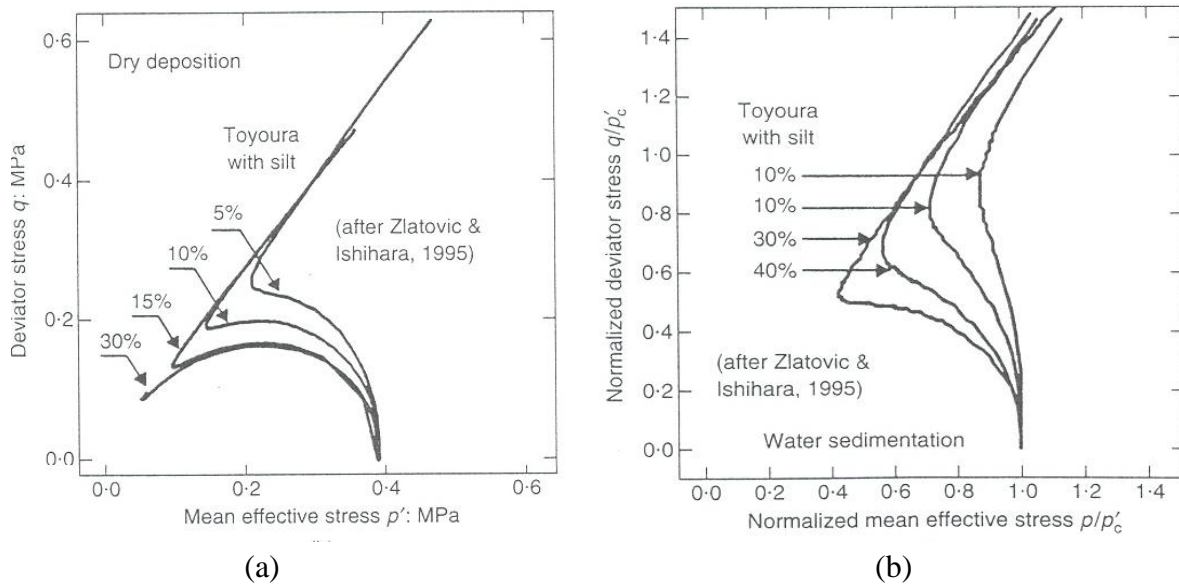 0·6
0·4
0·2
0·0
Deviator stress q: MPa
Dry deposition
Toyoura
with silt
5%
10%
15%
30%
(after Zlatovic &
Ishihara, 1995)
0·0 0·2 0·4 0·6
Mean effective stress p′: MPa
(a)
1·4
1·2
1·0
0·8
0·6
0·4
0·2
0·0
Normalized deviator stress q/p′c
Toyoura
with silt
10%
10%
30%
40%
(after Zlatovic &
Ishihara, 1995)
Water sedimentation
0·0 0·2 0·4 0·6 0·8 1·0 1·2 1·4
Normalized mean effective stress p/p′c
(b)